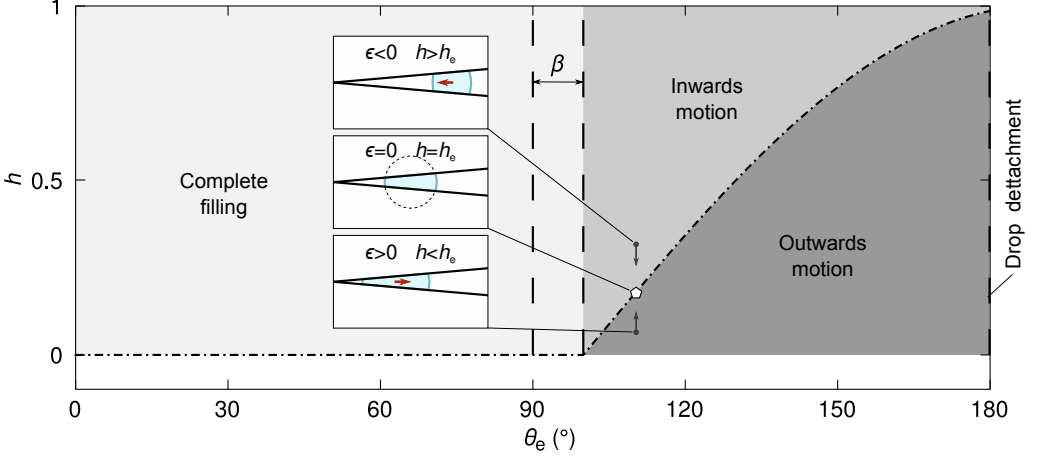 1
0.5
0
h
ϵ<0 h>hₑ
ϵ=0 h=hₑ
ϵ>0 h<hₑ
β
Complete
filling
Inwards
motion
Outwards
motion
Drop dettachment
0 30 60 90 120 150 180
θₑ (°)